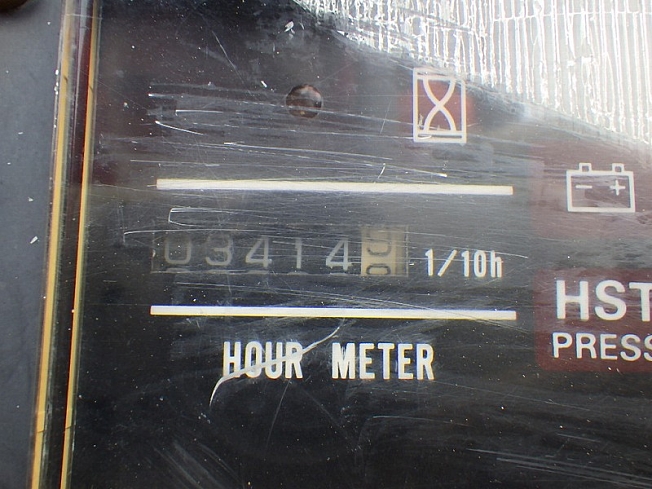 03414 1/10h
HOUR METER
- +
HST
PRESS